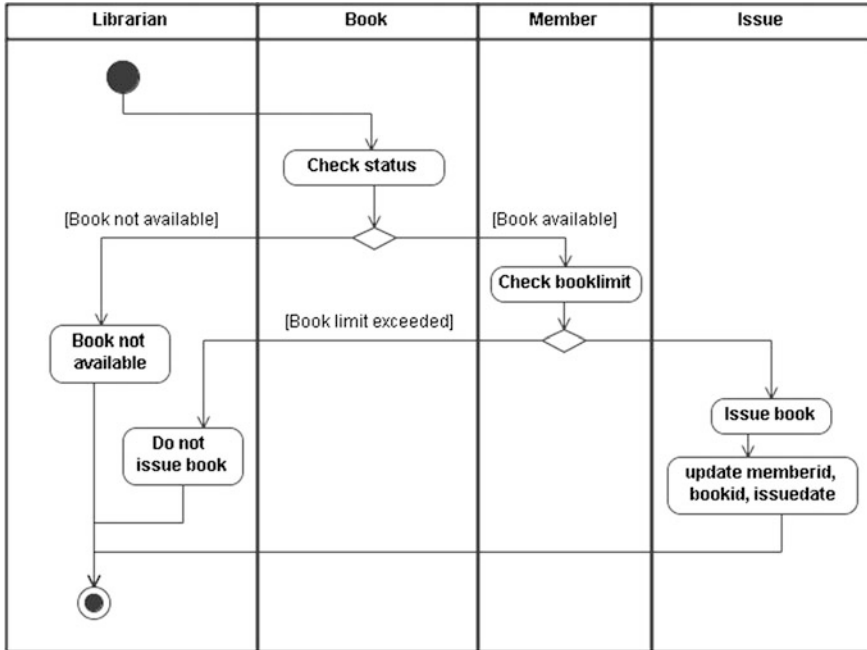 Librarian
Book
Member
Issue
Check status
[Book not available]
[Book available]
Check booklimit
[Book limit exceeded]
Book not
available
Issue book
Do not
issue book
update memberid,
bookid, issuedate